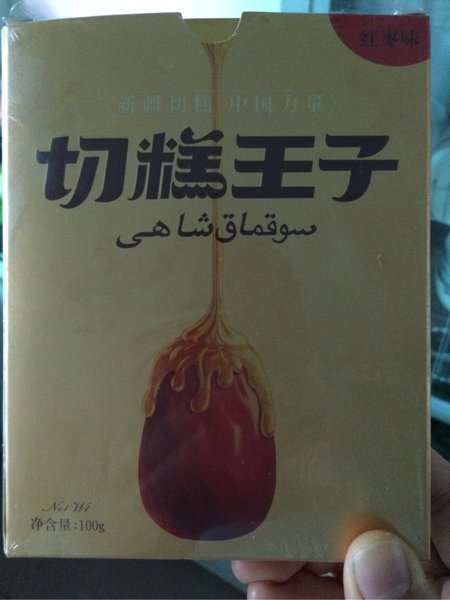 红枣味
《新疆切糕 中国力量》
切糕王子
سوقماق شاھى
Net Wt
净含量:100g